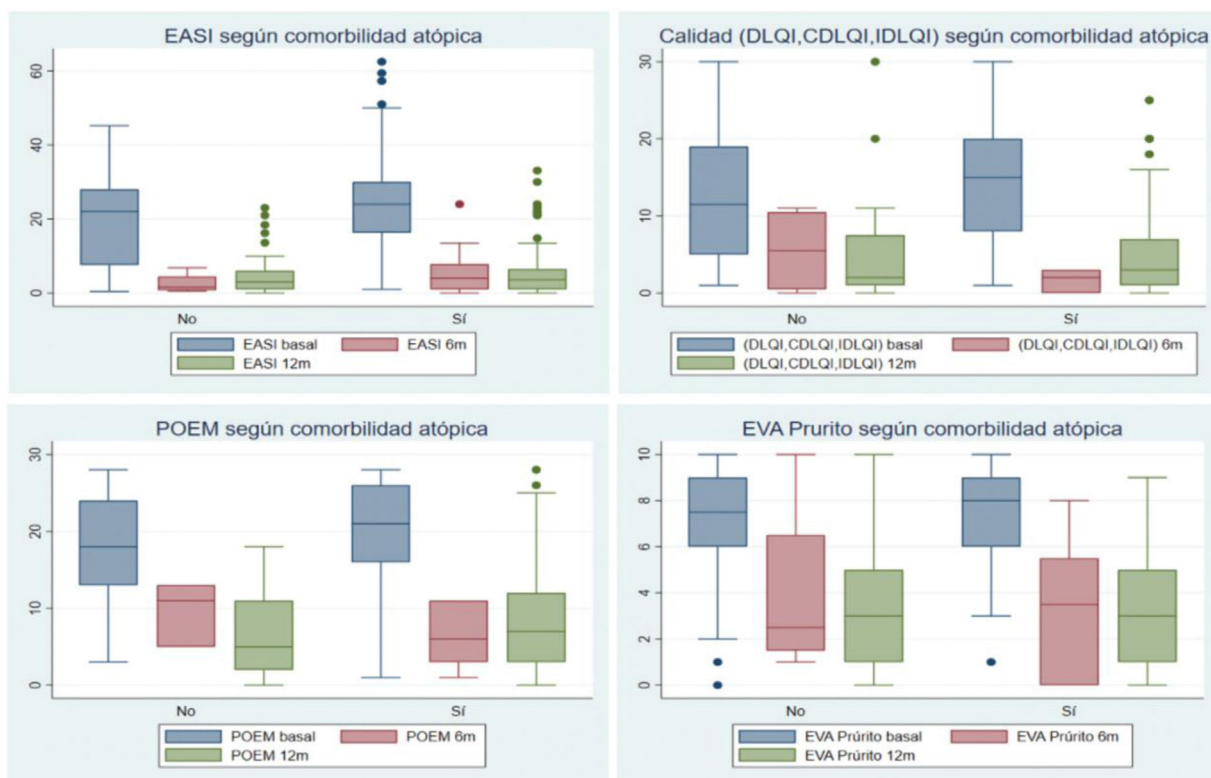 EASI según comorbilidad atópica
60
40
20
0
No Sí
EASI basal EASI 6m
EASI 12m
Calidad (DLQI,CDLQI,IDLQI) según comorbilidad atópica
30
20
10
0
No Sí
(DLQI,CDLQI,IDLQI) basal (DLQI,CDLQI,IDLQI) 6m
(DLQI,CDLQI,IDLQI) 12m
POEM según comorbilidad atópica
30
20
10
0
No Sí
POEM basal POEM 6m
POEM 12m
EVA Prurito según comorbilidad atópica
10
8
6
4
2
0
No Sí
EVA Prúrito basal EVA Prúrito 6m
EVA Prúrito 12m